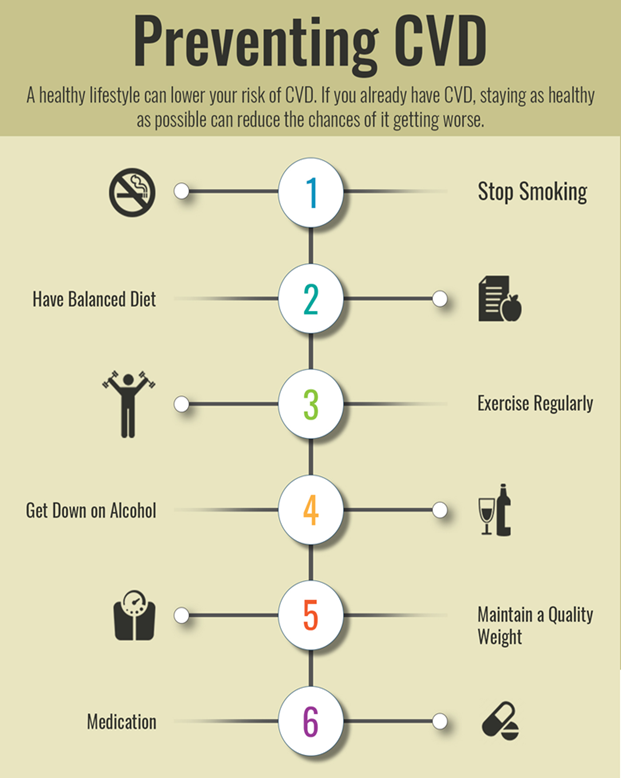 Preventing CVD
A healthy lifestyle can lower your risk of CVD. If you already have CVD, staying as healthy
as possible can reduce the chances of it getting worse.
1
Stop Smoking
Have Balanced Diet
2
3
Exercise Regularly
Get Down on Alcohol
4
5
Maintain a Quality
Weight
Medication
6